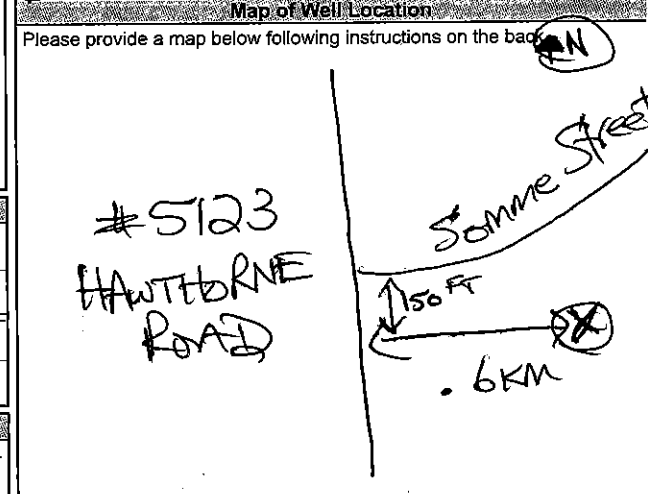 Map of Well Location
Please provide a map below following instructions on the back
N
Somme Street
#5123
HAWTHORNE
ROAD
150 FT
X
.6KM